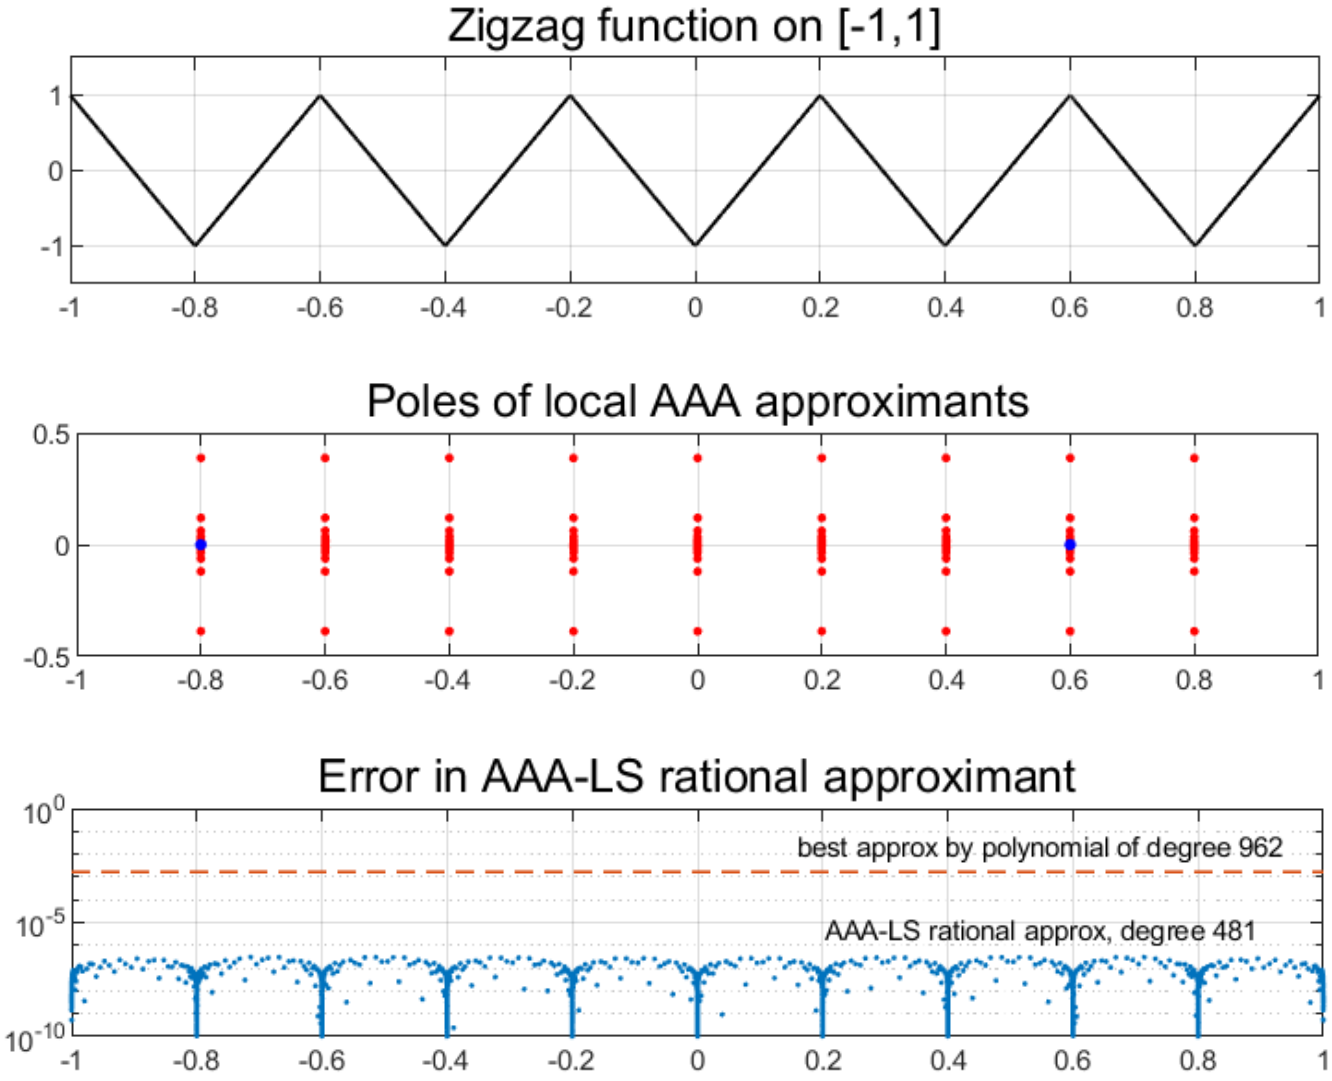 Zigzag function on [-1,1]
1
0
-1
-1 -0.8 -0.6 -0.4 -0.2 0 0.2 0.4 0.6 0.8 1
Poles of local AAA approximants
0.5
0
-0.5
-1 -0.8 -0.6 -0.4 -0.2 0 0.2 0.4 0.6 0.8 1
Error in AAA-LS rational approximant
10^0
best approx by polynomial of degree 962
10^-5
AAA-LS rational approx, degree 481
10^-10
-1 -0.8 -0.6 -0.4 -0.2 0 0.2 0.4 0.6 0.8 1